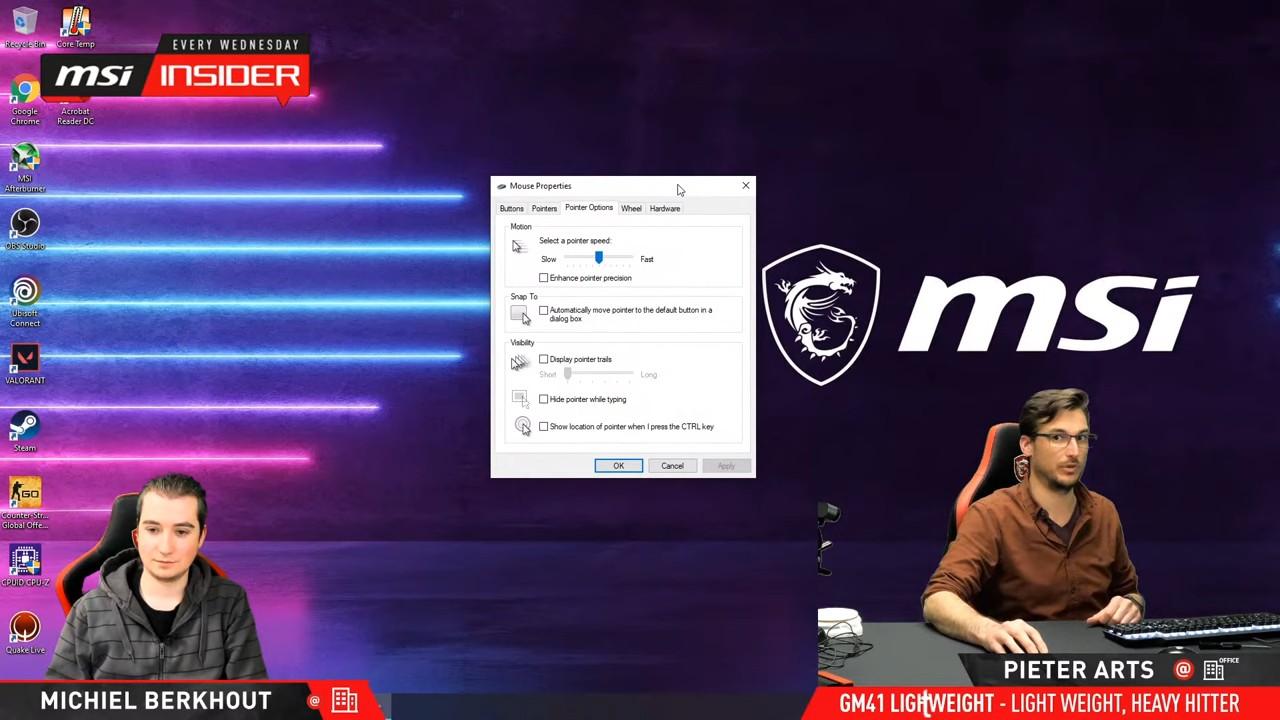 Recycle Bin
Core Temp
EVERY WEDNESDAY
msi INSIDER
Google
Chrome
Acrobat
Reader DC
MSI
Afterburner
OBS Studio
Ubisoft
Connect
VALORANT
Steam
GO
Counter-Str...
Global Offe...
CPUID CPU-Z
Quake Live
Mouse Properties
Buttons
Pointers
Pointer Options
Wheel
Hardware
Motion
Select a pointer speed:
Slow
Fast
Enhance pointer precision
Snap To
Automatically move pointer to the default button in a
dialog box
Visibility
Display pointer trails
Short
Long
Hide pointer while typing
Show location of pointer when I press the CTRL key
OK
Cancel
Apply
msi
MICHIEL BERKHOUT @
PIETER ARTS @ OFFICE
GM41 LIGHTWEIGHT - LIGHT WEIGHT, HEAVY HITTER